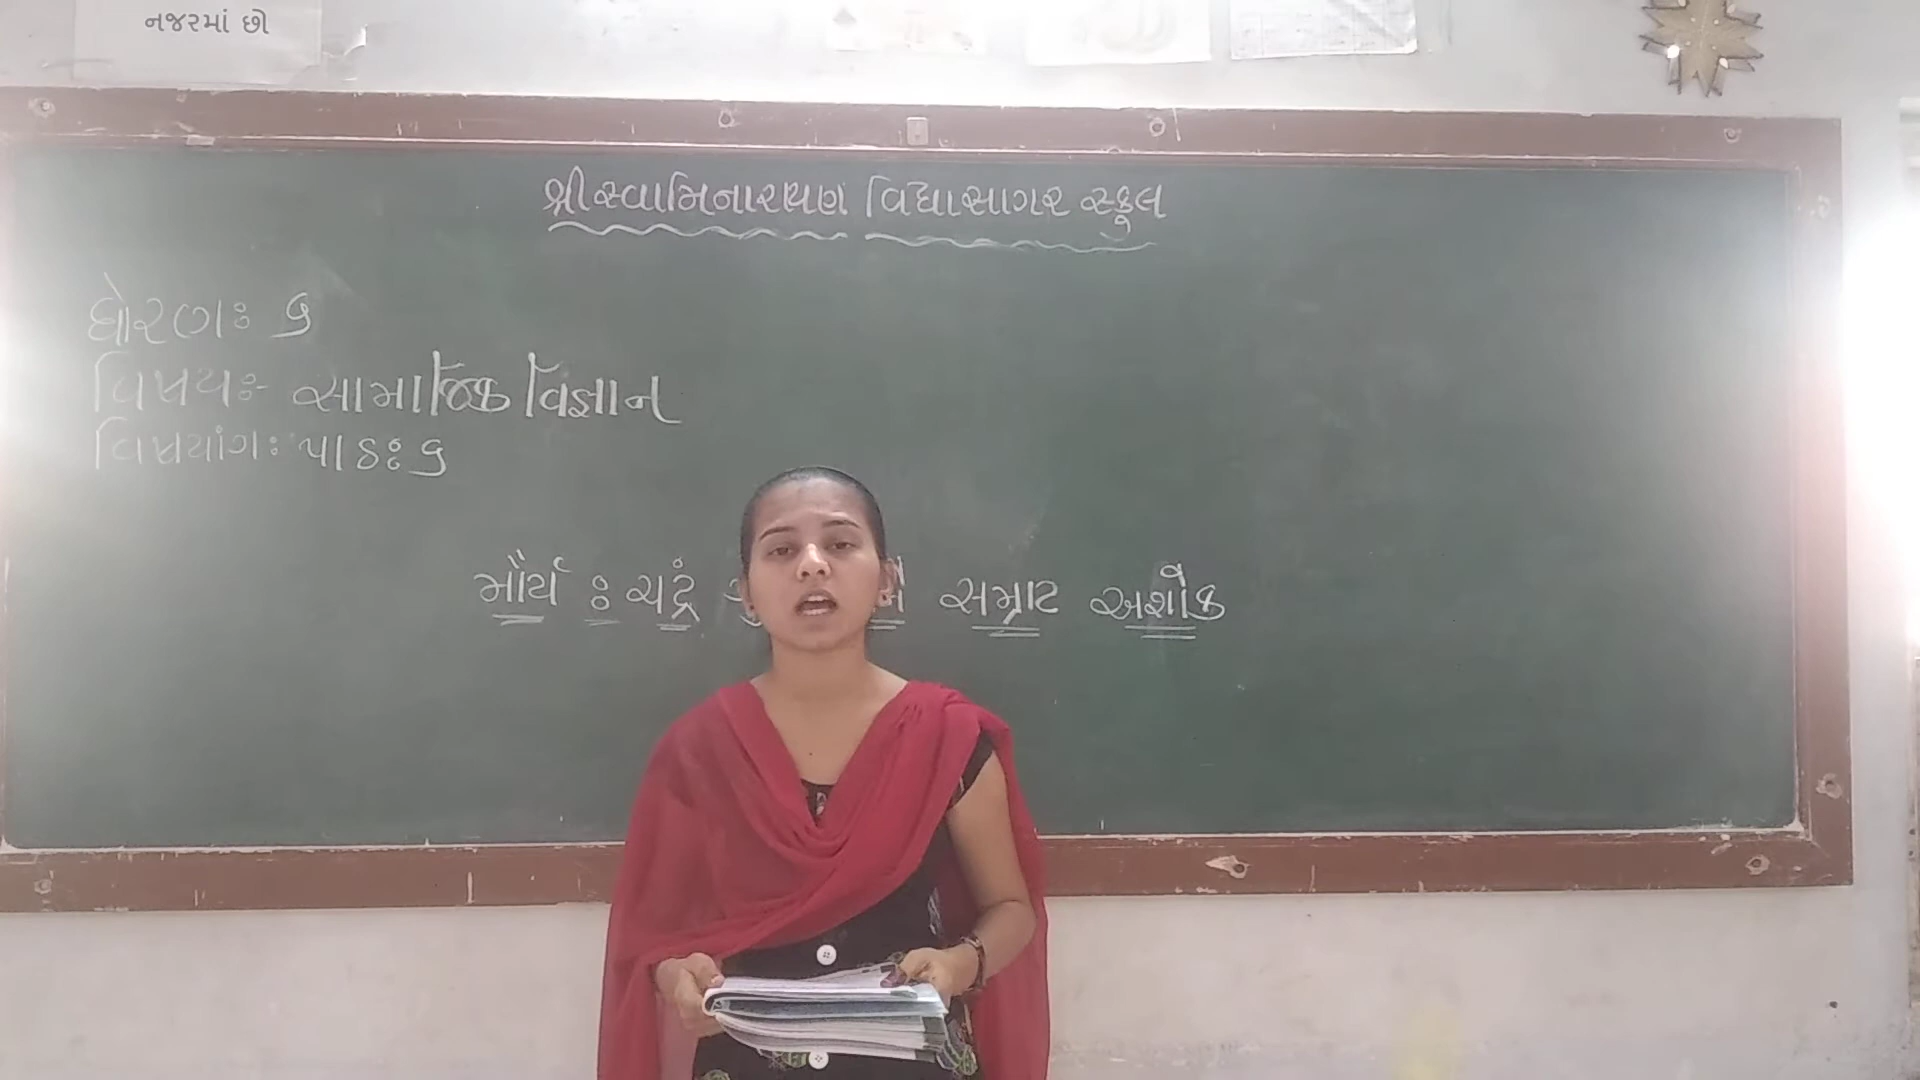 નજરમાં છો
શ્રી સ્વામિનારાયણ વિદ્યાસાગર સ્કુલ
ધોરણઃ ૬
વિષયઃ- સામાજિક વિજ્ઞાન
વિષયાંગઃ પાઠઃ ૬
મૌર્ય : ચંદ્ર સમ્રાટ અશોક